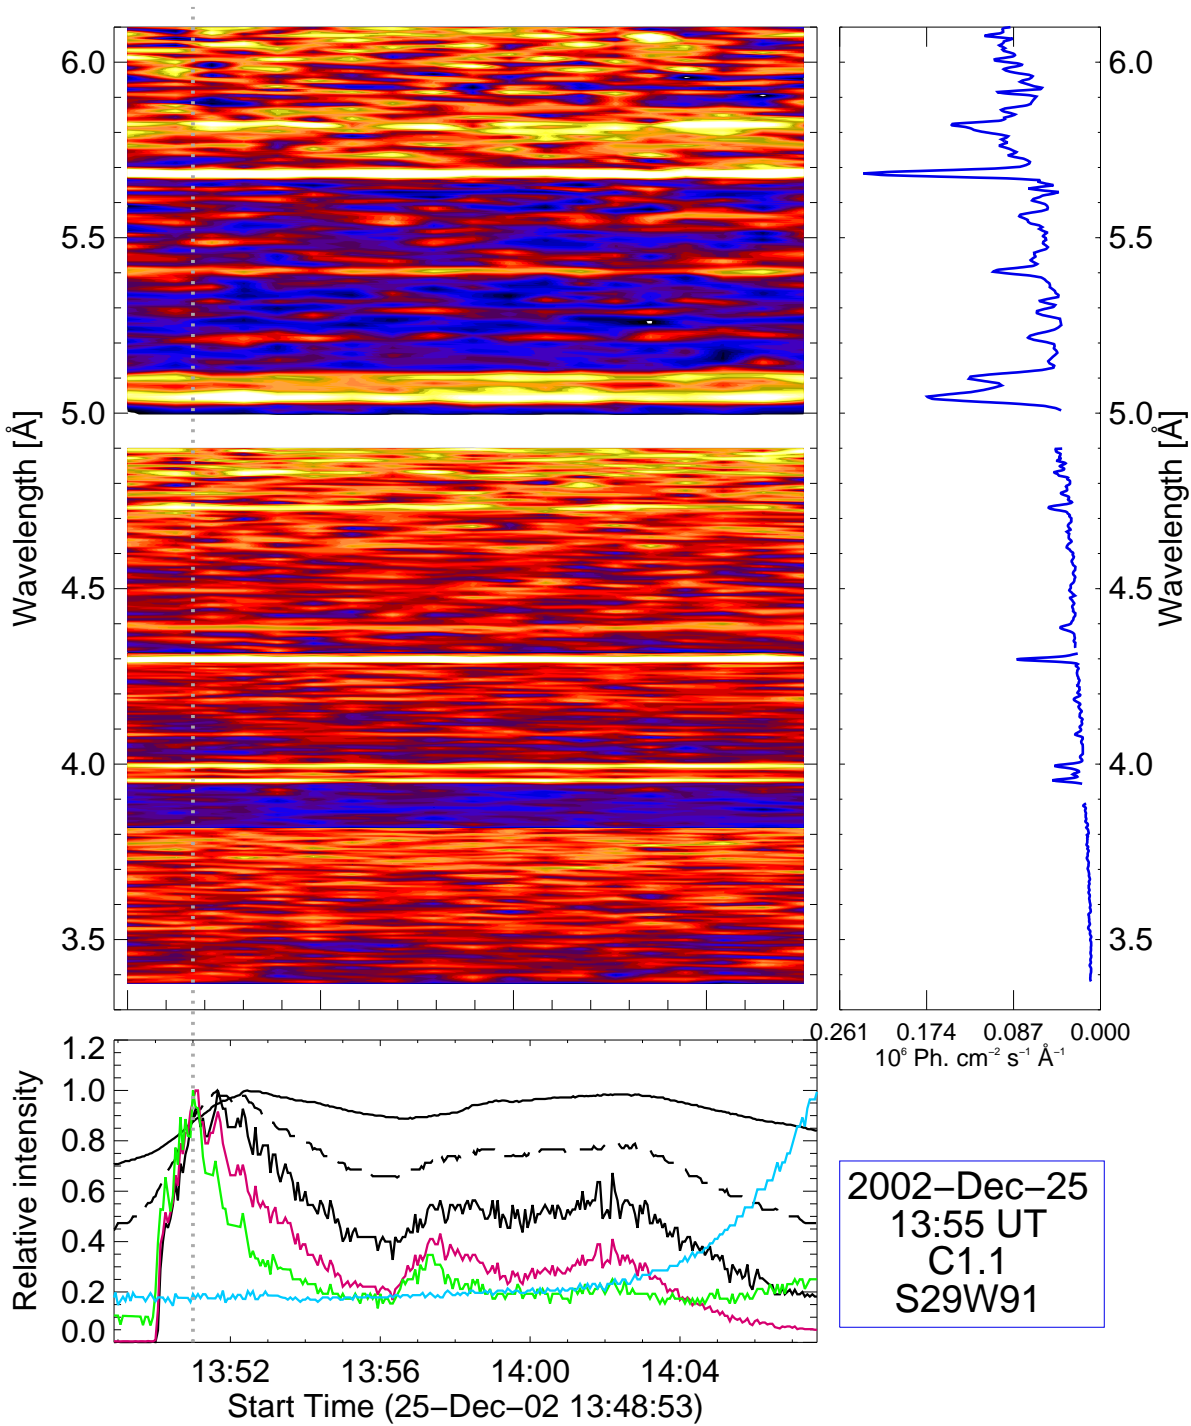 6.0
5.5
5.0
4.5
4.0
3.5
Wavelength [Å]
6.0
5.5
5.0
4.5
4.0
3.5
Wavelength [Å]
0.261 0.174 0.087 0.000
10⁶ Ph. cm⁻² s⁻¹ Å⁻¹
1.2
1.0
0.8
0.6
0.4
0.2
0.0
Relative intensity
13:52 13:56 14:00 14:04
Start Time (25−Dec−02 13:48:53)
2002−Dec−25
13:55 UT
C1.1
S29W91